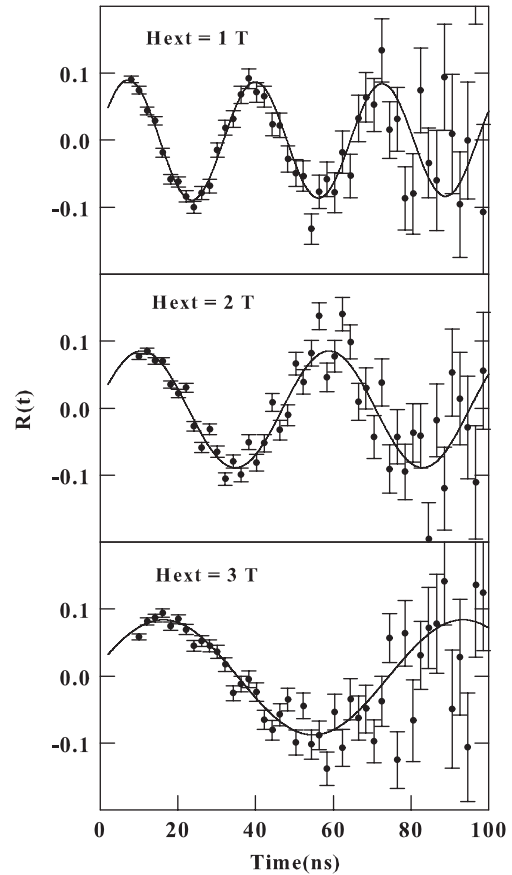 Hext = 1 T
0.1
0.0
-0.1
Hext = 2 T
0.1
0.0
-0.1
R(t)
Hext = 3 T
0.1
0.0
-0.1
0 20 40 60 80 100
Time(ns)